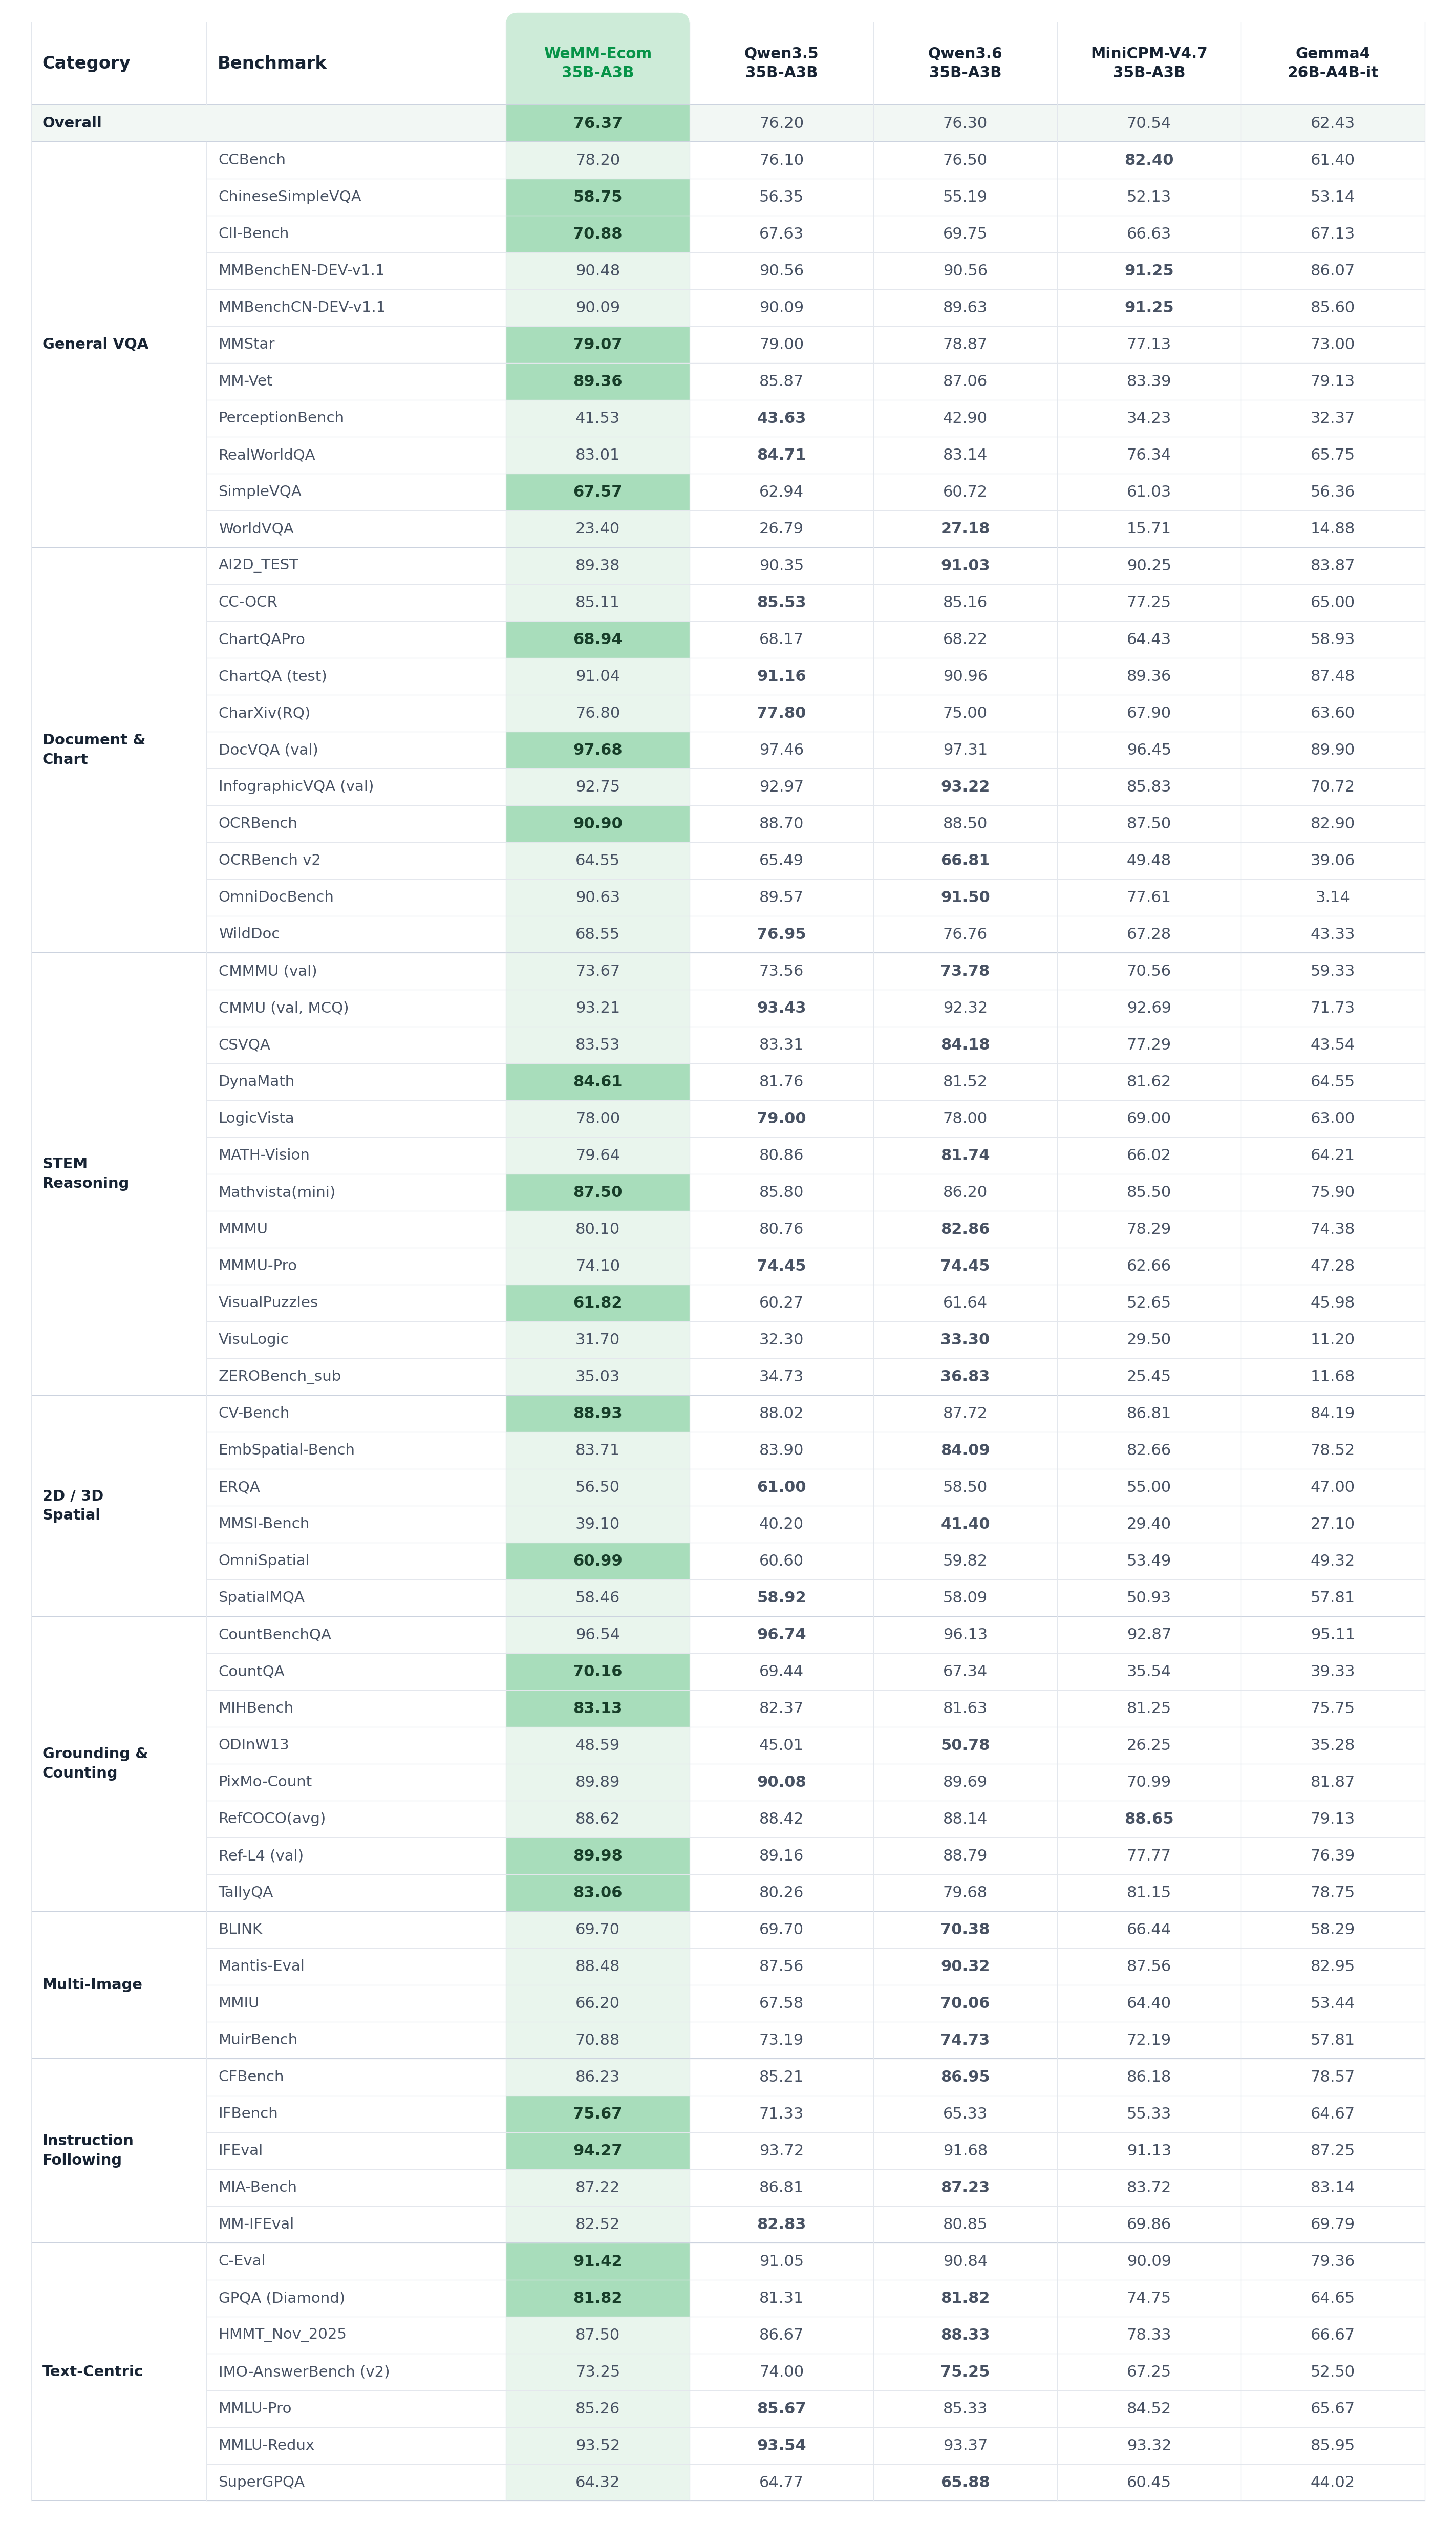 Category Benchmark WeMM-Ecom 35B-A3B Qwen3.5 35B-A3B Qwen3.6 35B-A3B MiniCPM-V4.7 35B-A3B Gemma4 26B-A4B-it
Overall 76.37 76.20 76.30 70.54 62.43
General VQA
CCBench 78.20 76.10 76.50 82.40 61.40
ChineseSimpleVQA 58.75 56.35 55.19 52.13 53.14
CII-Bench 70.88 67.63 69.75 66.63 67.13
MMBenchEN-DEV-v1.1 90.48 90.56 90.56 91.25 86.07
MMBenchCN-DEV-v1.1 90.09 90.09 89.63 91.25 85.60
MMStar 79.07 79.00 78.87 77.13 73.00
MM-Vet 89.36 85.87 87.06 83.39 79.13
PerceptionBench 41.53 43.63 42.90 34.23 32.37
RealWorldQA 83.01 84.71 83.14 76.34 65.75
SimpleVQA 67.57 62.94 60.72 61.03 56.36
WorldVQA 23.40 26.79 27.18 15.71 14.88
Document & Chart
AI2D_TEST 89.38 90.35 91.03 90.25 83.87
CC-OCR 85.11 85.53 85.16 77.25 65.00
ChartQAPro 68.94 68.17 68.22 64.43 58.93
ChartQA (test) 91.04 91.16 90.96 89.36 87.48
CharXiv(RQ) 76.80 77.80 75.00 67.90 63.60
DocVQA (val) 97.68 97.46 97.31 96.45 89.90
InfographicVQA (val) 92.75 92.97 93.22 85.83 70.72
OCRBench 90.90 88.70 88.50 87.50 82.90
OCRBench v2 64.55 65.49 66.81 49.48 39.06
OmniDocBench 90.63 89.57 91.50 77.61 3.14
WildDoc 68.55 76.95 76.76 67.28 43.33
STEM Reasoning
CMMMU (val) 73.67 73.56 73.78 70.56 59.33
CMMU (val, MCQ) 93.21 93.43 92.32 92.69 71.73
CSVQA 83.53 83.31 84.18 77.29 43.54
DynaMath 84.61 81.76 81.52 81.62 64.55
LogicVista 78.00 79.00 78.00 69.00 63.00
MATH-Vision 79.64 80.86 81.74 66.02 64.21
Mathvista(mini) 87.50 85.80 86.20 85.50 75.90
MMMU 80.10 80.76 82.86 78.29 74.38
MMMU-Pro 74.10 74.45 74.45 62.66 47.28
VisualPuzzles 61.82 60.27 61.64 52.65 45.98
VisuLogic 31.70 32.30 33.30 29.50 11.20
ZEROBench_sub 35.03 34.73 36.83 25.45 11.68
2D / 3D Spatial
CV-Bench 88.93 88.02 87.72 86.81 84.19
EmbSpatial-Bench 83.71 83.90 84.09 82.66 78.52
ERQA 56.50 61.00 58.50 55.00 47.00
MMSI-Bench 39.10 40.20 41.40 29.40 27.10
OmniSpatial 60.99 60.60 59.82 53.49 49.32
SpatialMQA 58.46 58.92 58.09 50.93 57.81
Grounding & Counting
CountBenchQA 96.54 96.74 96.13 92.87 95.11
CountQA 70.16 69.44 67.34 35.54 39.33
MIHBench 83.13 82.37 81.63 81.25 75.75
ODInW13 48.59 45.01 50.78 26.25 35.28
PixMo-Count 89.89 90.08 89.69 70.99 81.87
RefCOCO(avg) 88.62 88.42 88.14 88.65 79.13
Ref-L4 (val) 89.98 89.16 88.79 77.77 76.39
TallyQA 83.06 80.26 79.68 81.15 78.75
Multi-Image
BLINK 69.70 69.70 70.38 66.44 58.29
Mantis-Eval 88.48 87.56 90.32 87.56 82.95
MMIU 66.20 67.58 70.06 64.40 53.44
MuirBench 70.88 73.19 74.73 72.19 57.81
Instruction Following
CFBench 86.23 85.21 86.95 86.18 78.57
IFBench 75.67 71.33 65.33 55.33 64.67
IFEval 94.27 93.72 91.68 91.13 87.25
MIA-Bench 87.22 86.81 87.23 83.72 83.14
MM-IFEval 82.52 82.83 80.85 69.86 69.79
Text-Centric
C-Eval 91.42 91.05 90.84 90.09 79.36
GPQA (Diamond) 81.82 81.31 81.82 74.75 64.65
HMMT_Nov_2025 87.50 86.67 88.33 78.33 66.67
IMO-AnswerBench (v2) 73.25 74.00 75.25 67.25 52.50
MMLU-Pro 85.26 85.67 85.33 84.52 65.67
MMLU-Redux 93.52 93.54 93.37 93.32 85.95
SuperGPQA 64.32 64.77 65.88 60.45 44.02